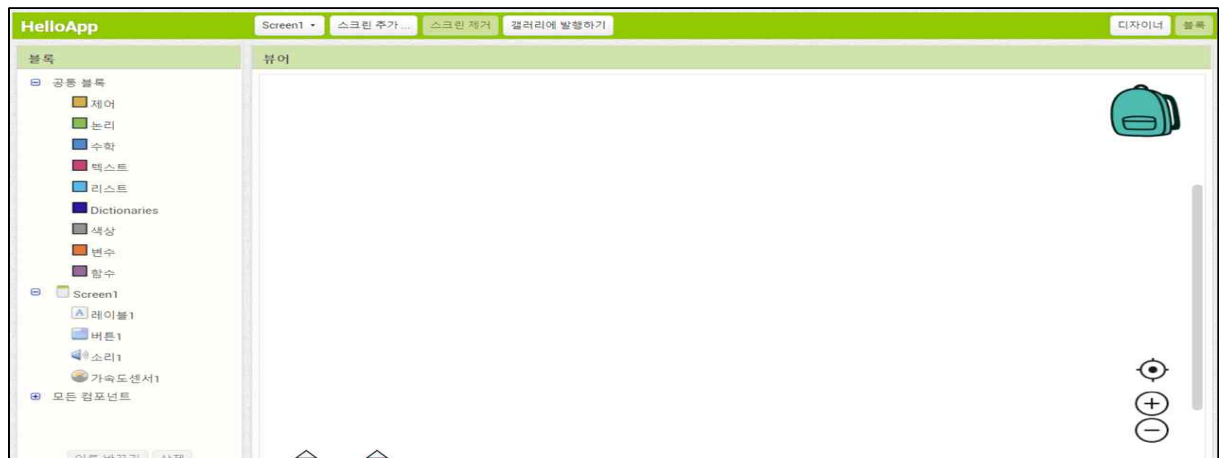 HelloApp Screen1 스크린 추가 ... 스크린 제거 갤러리에 발행하기 디자이너 블록
블록 뷰어
공통 블록
제어
논리
수학
텍스트
리스트
Dictionaries
색상
변수
함수
Screen1
레이블1
버튼1
소리1
가속도센서1
모든 컴포넌트